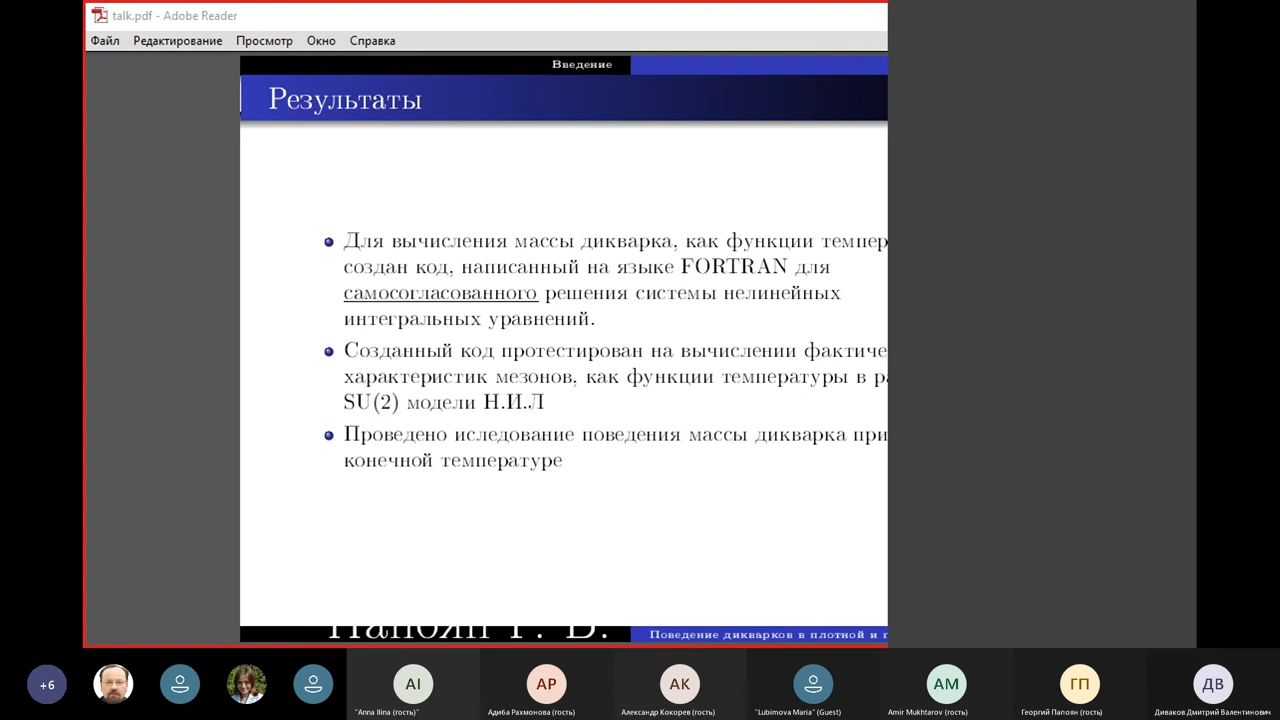 talk.pdf - Adobe Reader
Файл Редактирование Просмотр Окно Справка
Введение
Результаты
Для вычисления массы дикварка, как функции темпер
создан код, написанный на языке FORTRAN для
самосогласованного решения системы нелинейных
интегральных уравнений.
Созданный код протестирован на вычислении фактиче
характеристик мезонов, как функции температуры в ра
SU(2) модели Н.И.Л
Проведено иследование поведения массы дикварка при
конечной температуре
Папоян Г. В.
Поведение дикварков в плотной и г
+6 AI АР АК AM ГП ДВ
"Anna Ilina (гость)" Адиба Рахмонова (гость) Александр Кокорев (гость) "Lubimova Maria" (Guest) Amir Mukhtarov (гость) Георгий Папоян (гость) Диваков Дмитрий Валентинович